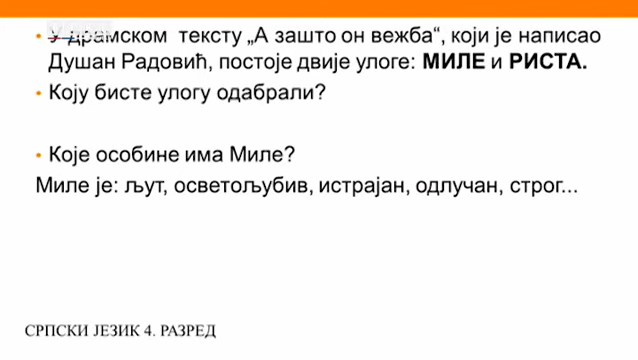 • У драмском тексту „А зашто он вежба“, који је написао
Душан Радовић, постоје двије улоге: МИЛЕ и РИСТА.
• Коју бисте улогу одабрали?
• Које особине има Миле?
Миле је: љут, осветољубив, истрајан, одлучан, строг...
СРПСКИ ЈЕЗИК 4. РАЗРЕД